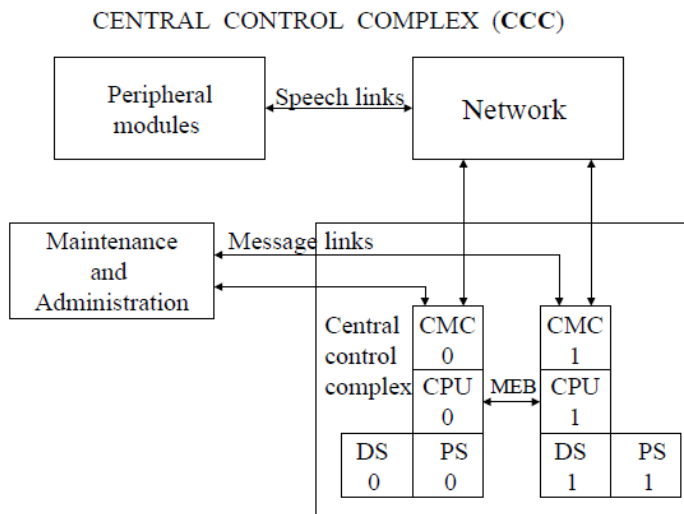 CENTRAL CONTROL COMPLEX (CCC)
Peripheral
modules
Speech links
Network
Maintenance
and
Administration
Message links
Central
control
complex
CMC
0
CPU
0
DS
0
PS
0
MEB
CMC
1
CPU
1
DS
1
PS
1